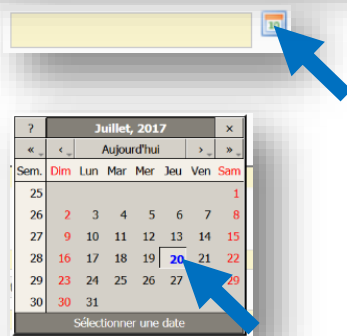 ? Juillet, 2017 ×
« ‹ Aujourd'hui › »
Sem. Dim Lun Mar Mer Jeu Ven Sam
25 1
26 2 3 4 5 6 7 8
27 9 10 11 12 13 14 15
28 16 17 18 19 20 21 22
29 23 24 25 26 27 29
30 30 31
Sélectionner une date